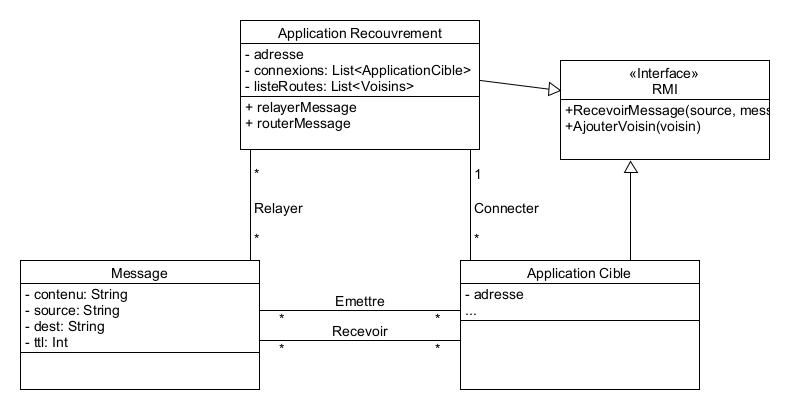 Application Recouvrement
- adresse
- connexions: List<ApplicationCible>
- listeRoutes: List<Voisins>
+ relayerMessage
+ routerMessage
«Interface»
RMI
+RecevoirMessage(source, mess
+AjouterVoisin(voisin)
*
Relayer
*
1
Connecter
*
Message
- contenu: String
- source: String
- dest: String
- ttl: Int
Emettre
* *
Recevoir
* *
Application Cible
- adresse
...